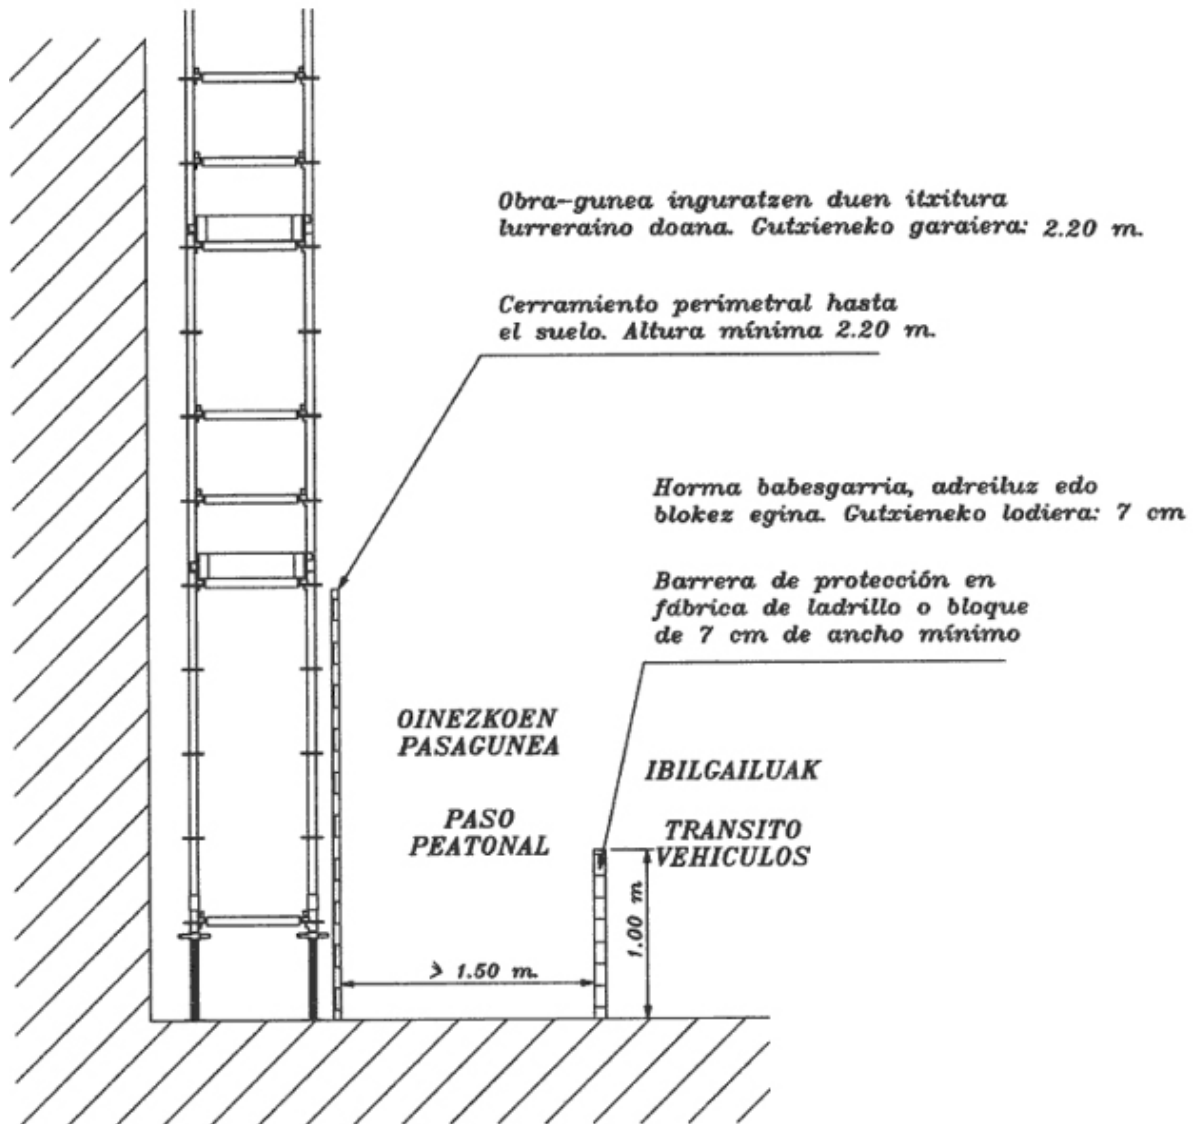 Obra-gunea inguratzen duen itxitura
lurreraino doana. Gutxieneko garaiera: 2.20 m.
Cerramiento perimetral hasta
el suelo. Altura mínima 2.20 m.
Horma babesgarria, adreiluz edo
blokez egina. Gutxieneko lodiera: 7 cm
Barrera de protección en
fábrica de ladrillo o bloque
de 7 cm de ancho mínimo
OINEZKOEN
PASAGUNEA
IBILGAILUAK
PASO
PEATONAL
TRANSITO
VEHICULOS
1.00 m
⩾ 1.50 m.